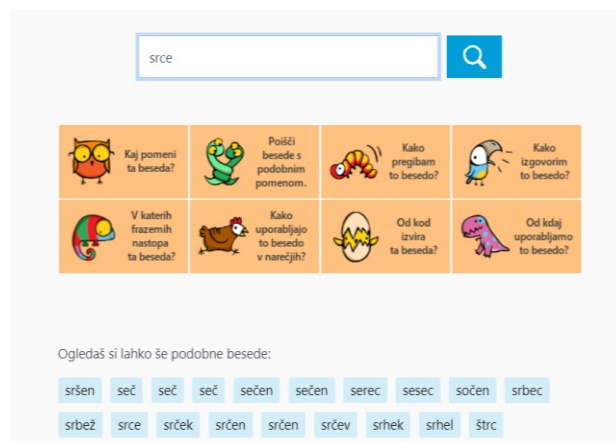 srce
Kaj pomeni
ta beseda?
Poišči
besede s
podobnim
pomenom.
Kako
pregibam
to besedo?
Kako
izgovorim
to besedo?
V katerih
frazemih
nastopa
ta beseda?
Kako
uporabljajo
to besedo
v narečjih?
Od kod
izvira
ta beseda?
Od kdaj
uporabljamo
to besedo?
Ogledaš si lahko še podobne besede:
sršen seč seč seč sečen sečen serec sesec sočen srbec
srbež srce srček srčen srčen srčev srhek srhel štrc